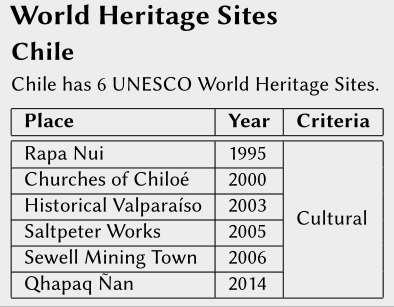 World Heritage Sites
Chile
Chile has 6 UNESCO World Heritage Sites.
Place Year Criteria
Rapa Nui 1995
Churches of Chiloé 2000
Historical Valparaíso 2003
Cultural
Saltpeter Works 2005
Sewell Mining Town 2006
Qhapaq Ñan 2014